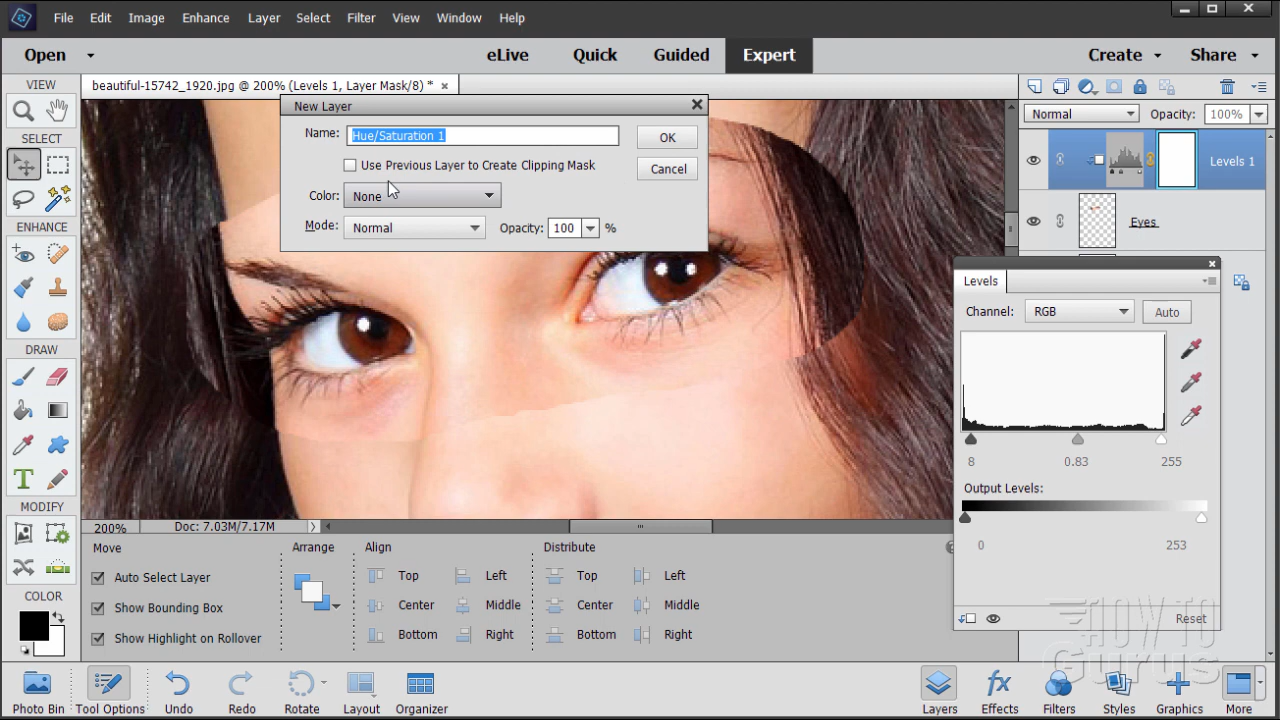 File Edit Image Enhance Layer Select Filter View Window Help
Open eLive Quick Guided Expert Create Share
VIEW
beautiful-15742_1920.jpg @ 200% (Levels 1, Layer Mask/8) *
New Layer
Name: Hue/Saturation 1 OK
Use Previous Layer to Create Clipping Mask Cancel
Color: None
Mode: Normal Opacity: 100 %
Normal Opacity: 100%
Levels 1
Eyes
SELECT
ENHANCE
DRAW
MODIFY
COLOR
Levels
Channel: RGB Auto
8 0.83 255
Output Levels:
0 253
Reset
200% Doc: 7.03M/7.17M
Move Arrange Align Distribute
Auto Select Layer Top Left Top Left
Show Bounding Box Center Middle Center Middle
Show Highlight on Rollover Bottom Right Bottom Right
HOW TO
Gurus
Photo Bin Tool Options Undo Redo Rotate Layout Organizer Layers Effects Filters Styles Graphics More